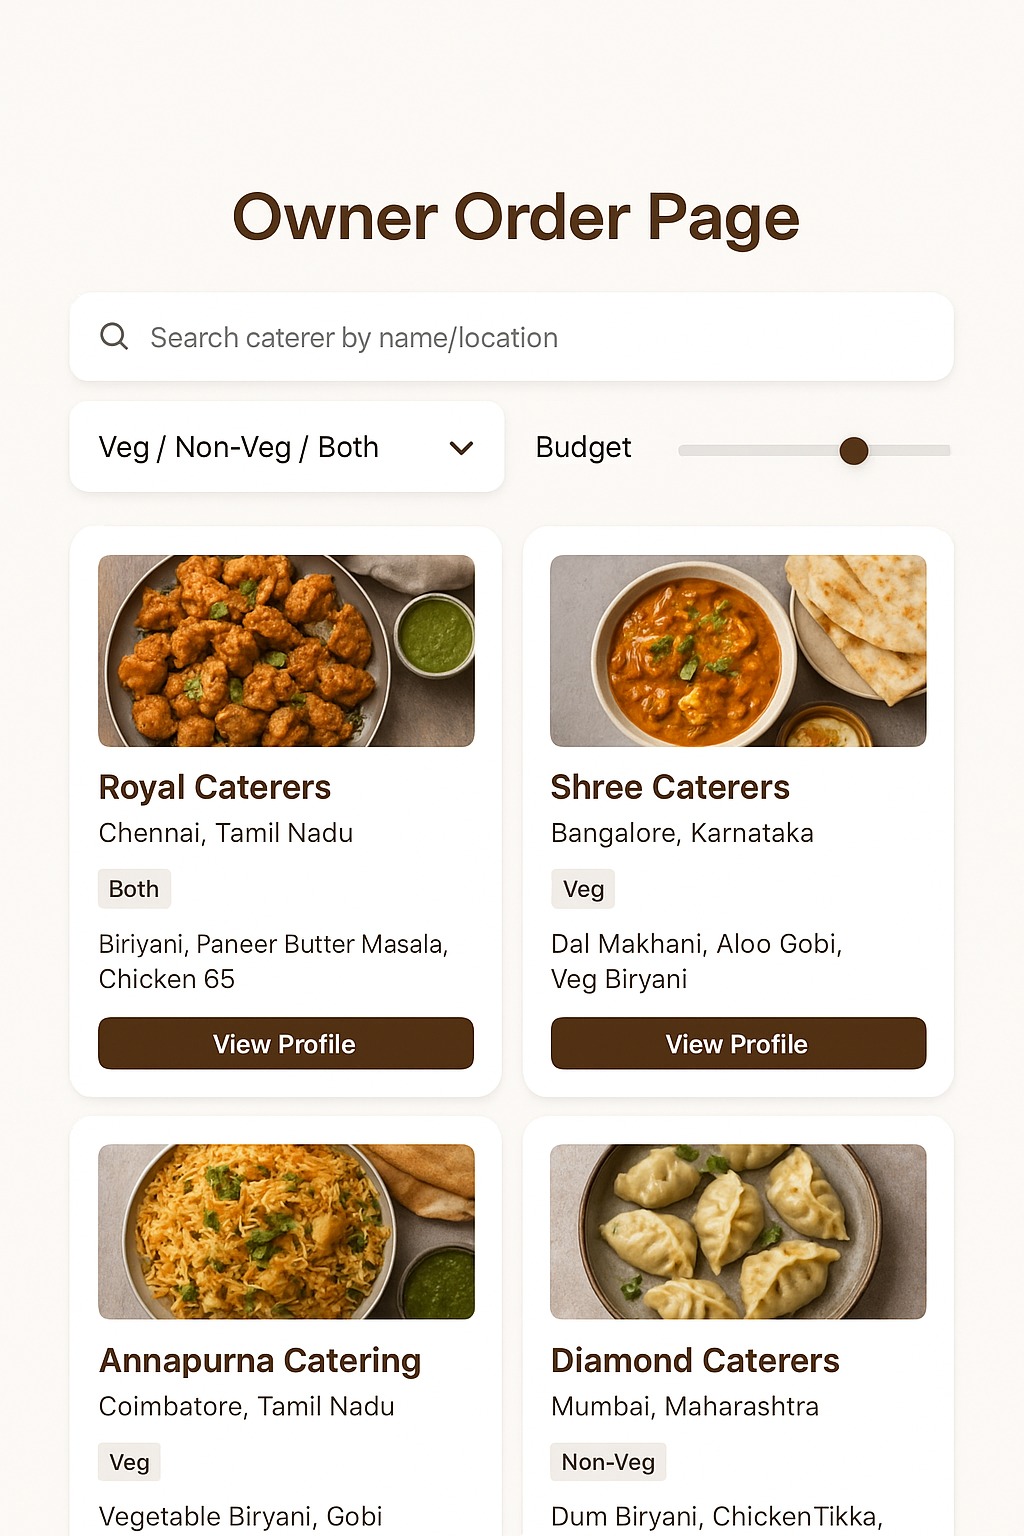 Owner Order Page
Search caterer by name/location
Veg / Non-Veg / Both
Budget
Royal Caterers
Chennai, Tamil Nadu
Both
Biriyani, Paneer Butter Masala,
Chicken 65
View Profile
Shree Caterers
Bangalore, Karnataka
Veg
Dal Makhani, Aloo Gobi,
Veg Biryani
View Profile
Annapurna Catering
Coimbatore, Tamil Nadu
Veg
Vegetable Biryani, Gobi
Diamond Caterers
Mumbai, Maharashtra
Non-Veg
Dum Biryani, ChickenTikka,